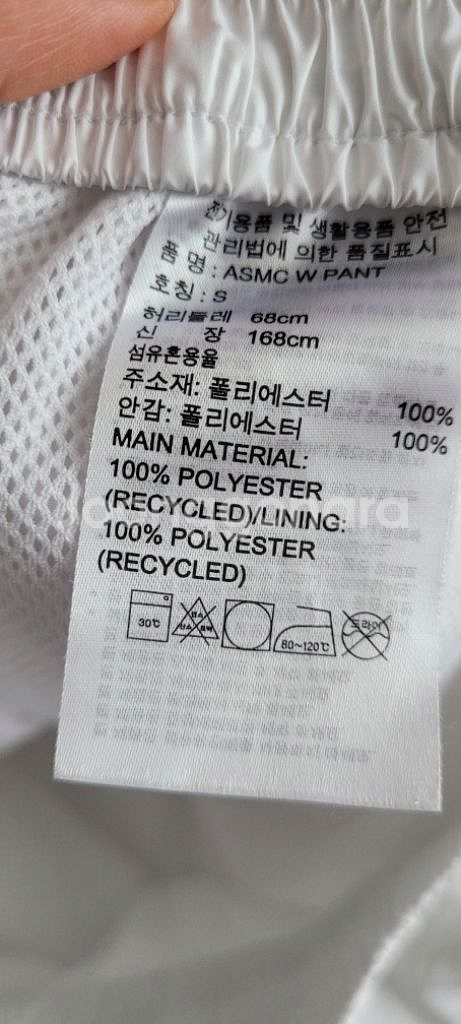 전기용품 및 생활용품 안전
관리법에 의한 품질표시
품 명 : ASMC W PANT
호칭 : S
허리둘레 68cm
신 장 168cm
섬유혼용율
주소재: 폴리에스터 100%
안감: 폴리에스터 100%
MAIN MATERIAL:
100% POLYESTER
(RECYCLED)/LINING:
100% POLYESTER
(RECYCLED)
30℃
80~120℃
드라이